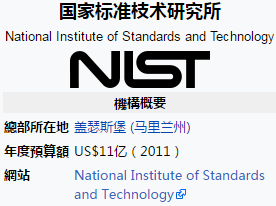 国家标准技术研究所
National Institute of Standards and Technology
NIST
機構概要
總部所在地 盖瑟斯堡 (马里兰州)
年度預算額 US$11亿（2011）
網站 National Institute of Standards
and Technology